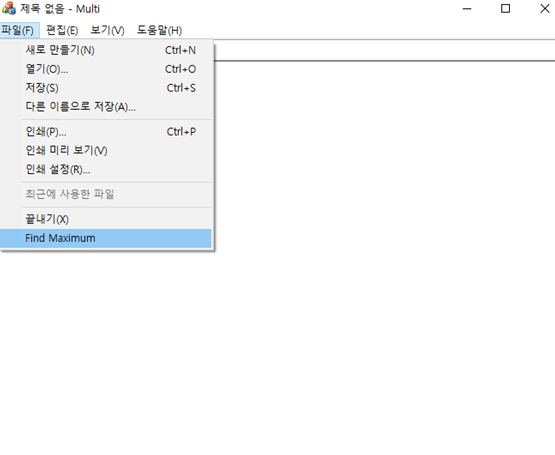 제목 없음 - Multi
파일(F) 편집(E) 보기(V) 도움말(H)
새로 만들기(N) Ctrl+N
열기(O)... Ctrl+O
저장(S) Ctrl+S
다른 이름으로 저장(A)...
인쇄(P)... Ctrl+P
인쇄 미리 보기(V)
인쇄 설정(R)...
최근에 사용한 파일
끝내기(X)
Find Maximum